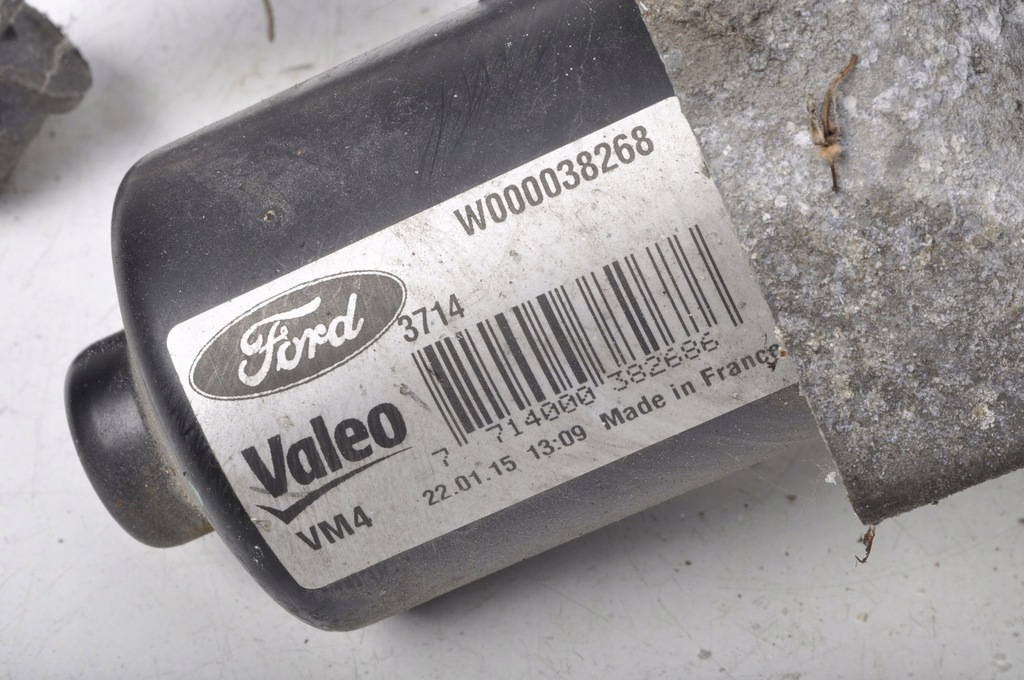 W000038268
Ford
3714
7 714000 382686
Valeo
22.01.15 13:09 Made in France
VM4